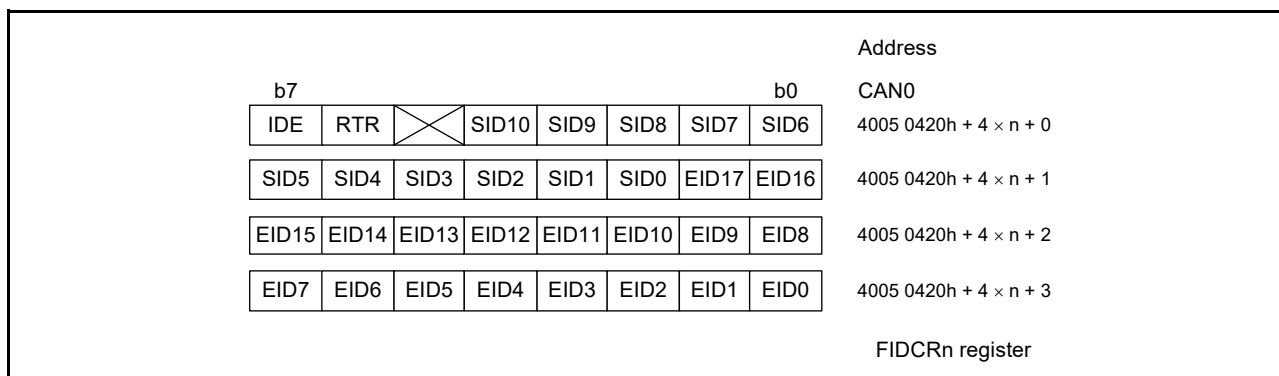 Address
b7 b0 CAN0
IDE RTR SID10 SID9 SID8 SID7 SID6 4005 0420h + 4 × n + 0
SID5 SID4 SID3 SID2 SID1 SID0 EID17 EID16 4005 0420h + 4 × n + 1
EID15 EID14 EID13 EID12 EID11 EID10 EID9 EID8 4005 0420h + 4 × n + 2
EID7 EID6 EID5 EID4 EID3 EID2 EID1 EID0 4005 0420h + 4 × n + 3
FIDCRn register